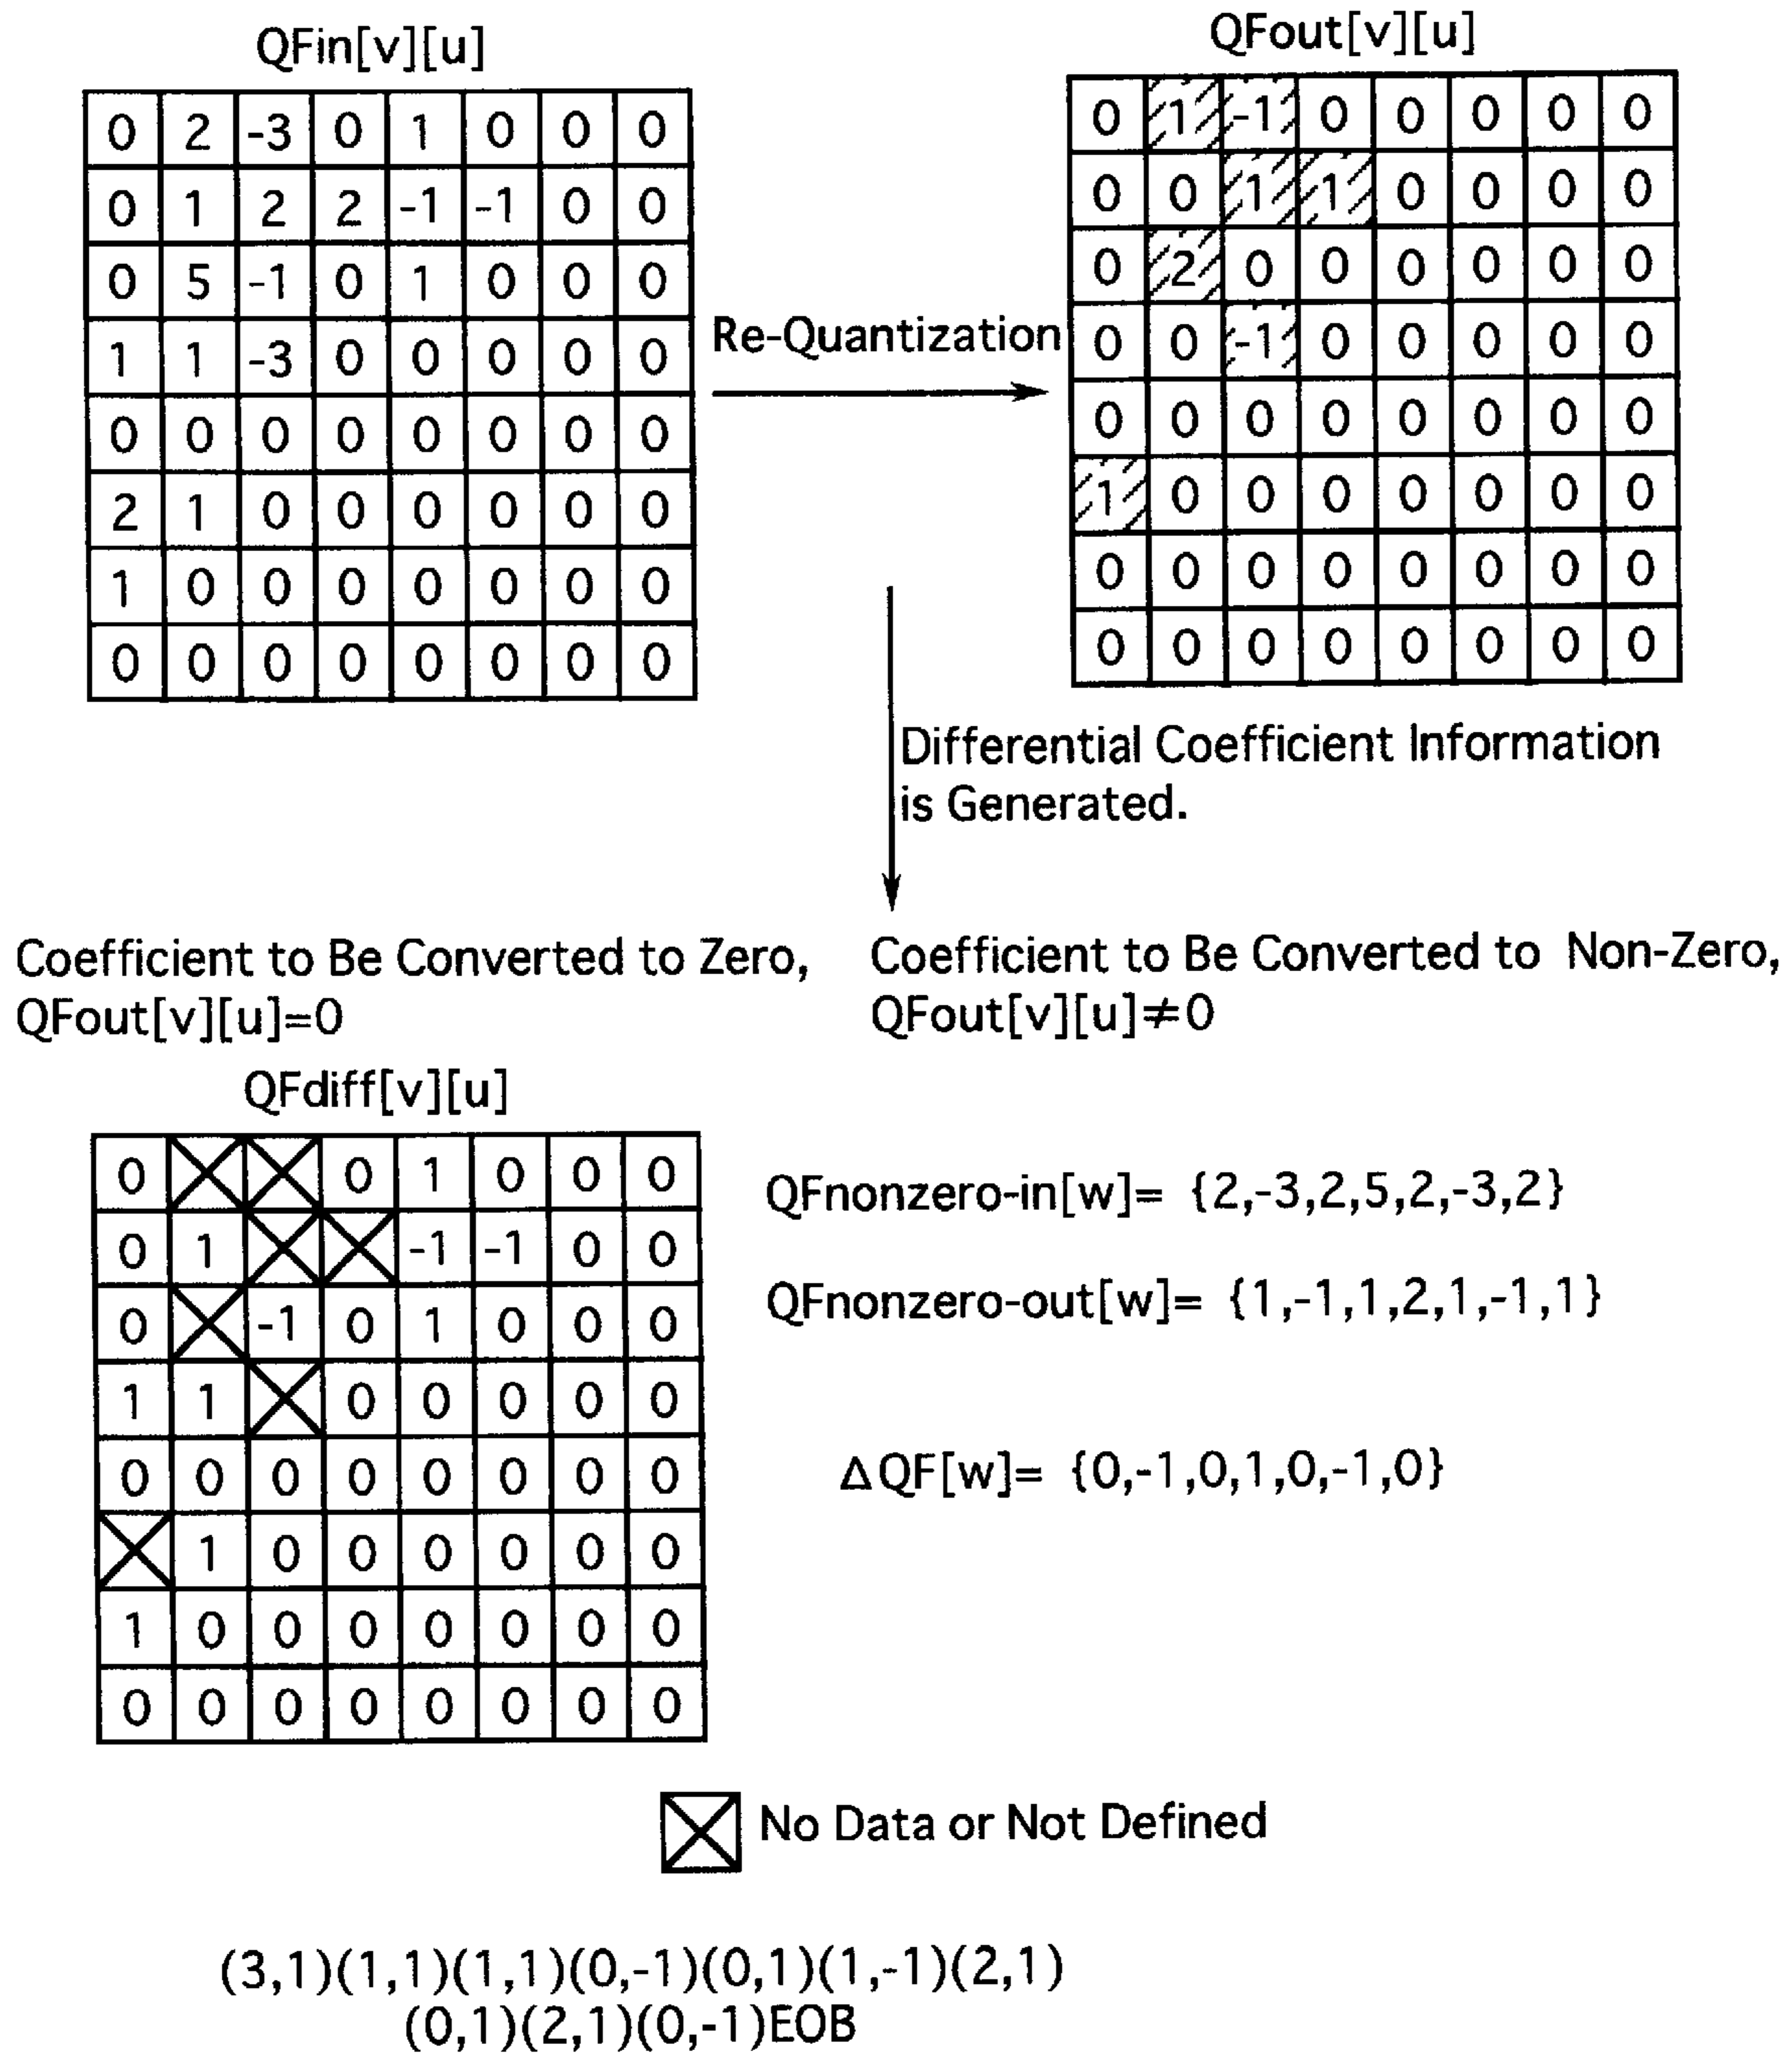 QFin[v][u]
0 2 -3 0 1 0 0 0
0 1 2 2 -1 -1 0 0
0 5 -1 0 1 0 0 0
1 1 -3 0 0 0 0 0
0 0 0 0 0 0 0 0
2 1 0 0 0 0 0 0
1 0 0 0 0 0 0 0
0 0 0 0 0 0 0 0
Re-Quantization
QFout[v][u]
0 1 -1 0 0 0 0 0
0 0 1 1 0 0 0 0
0 2 0 0 0 0 0 0
0 0 -1 0 0 0 0 0
0 0 0 0 0 0 0 0
1 0 0 0 0 0 0 0
0 0 0 0 0 0 0 0
0 0 0 0 0 0 0 0
Differential Coefficient Information
is Generated.
Coefficient to Be Converted to Zero,
QFout[v][u]=0
Coefficient to Be Converted to Non-Zero,
QFout[v][u]≠0
QFdiff[v][u]
0 0 1 0 0 0
0 1 -1 -1 0 0
0 -1 0 1 0 0 0
1 1 0 0 0 0 0
0 0 0 0 0 0 0 0
1 0 0 0 0 0 0
1 0 0 0 0 0 0 0
0 0 0 0 0 0 0 0
QFnonzero-in[w]= {2,-3,2,5,2,-3,2}
QFnonzero-out[w]= {1,-1,1,2,1,-1,1}
ΔQF[w]= {0,-1,0,1,0,-1,0}
No Data or Not Defined
(3,1)(1,1)(1,1)(0,-1)(0,1)(1,-1)(2,1)
(0,1)(2,1)(0,-1)EOB